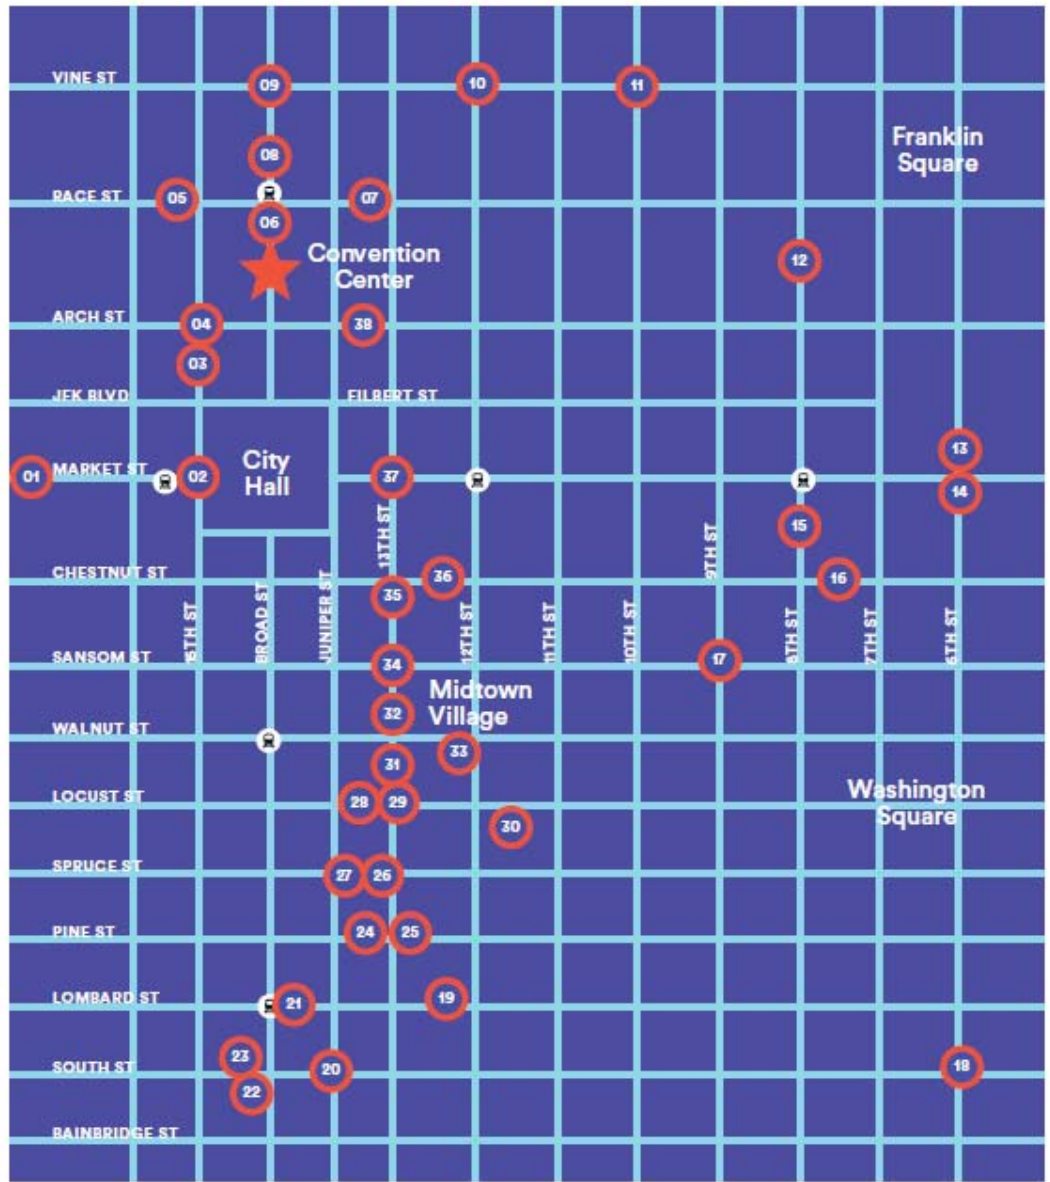 VINE ST
09
10
11
Franklin
Square
08
RACE ST
05
07
06
Convention
Center
12
ARCH ST
04
38
03
JFK BLVD
FILBERT ST
13
01
MARKET ST
02
City
Hall
37
14
15
13TH ST
9TH ST
CHESTNUT ST
36
16
35
15TH ST
BROAD ST
JUNIPER ST
12TH ST
11TH ST
10TH ST
8TH ST
7TH ST
6TH ST
SANSOM ST
34
17
Midtown
Village
32
WALNUT ST
33
31
LOCUST ST
28
29
Washington
Square
30
SPRUCE ST
27
26
PINE ST
24
25
LOMBARD ST
21
19
23
SOUTH ST
20
18
22
BAINBRIDGE ST